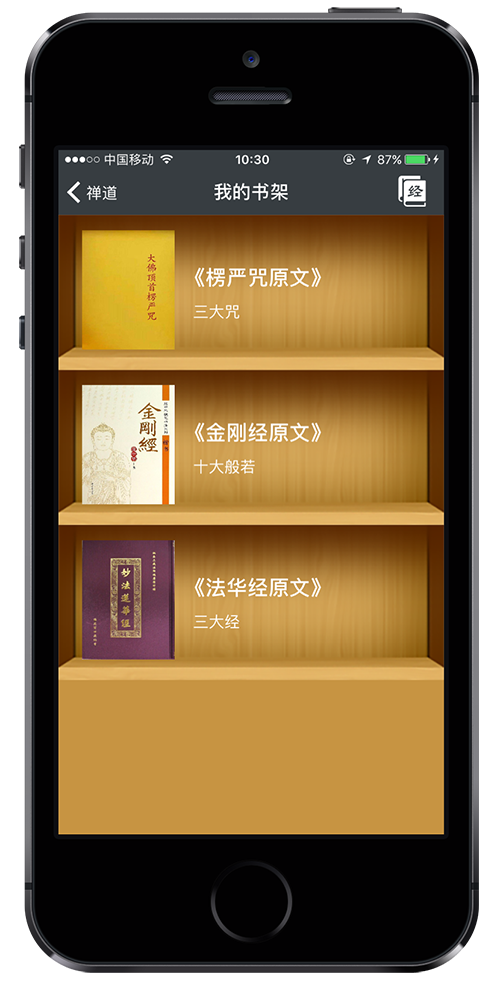 中国移动
10:30
87%
禅道
我的书架
经
大佛顶首楞严咒
《楞严咒原文》
三大咒
金剛經
《金刚经原文》
十大般若
妙法蓮華經
《法华经原文》
三大经